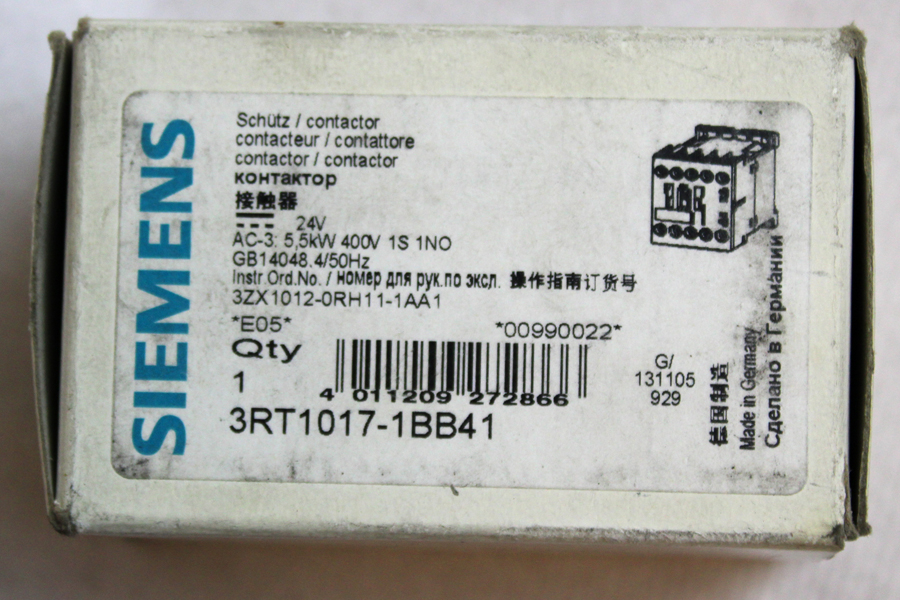 SIEMENS
Schütz / contactor
contacteur / contattore
contactor / contactor
контактор
接触器
24V
AC-3: 5,5kW 400V 1S 1NO
GB14048.4/50Hz
Instr.Ord.No. / номер для рук.по эксл. 操作指南订货号
3ZX1012-0RH11-1AA1
*E05*
*00990022*
Qty
1
4 011209 272866
3RT1017-1BB41
G/
131105
929
德国制造
Made in Germany
Сделано в Германии